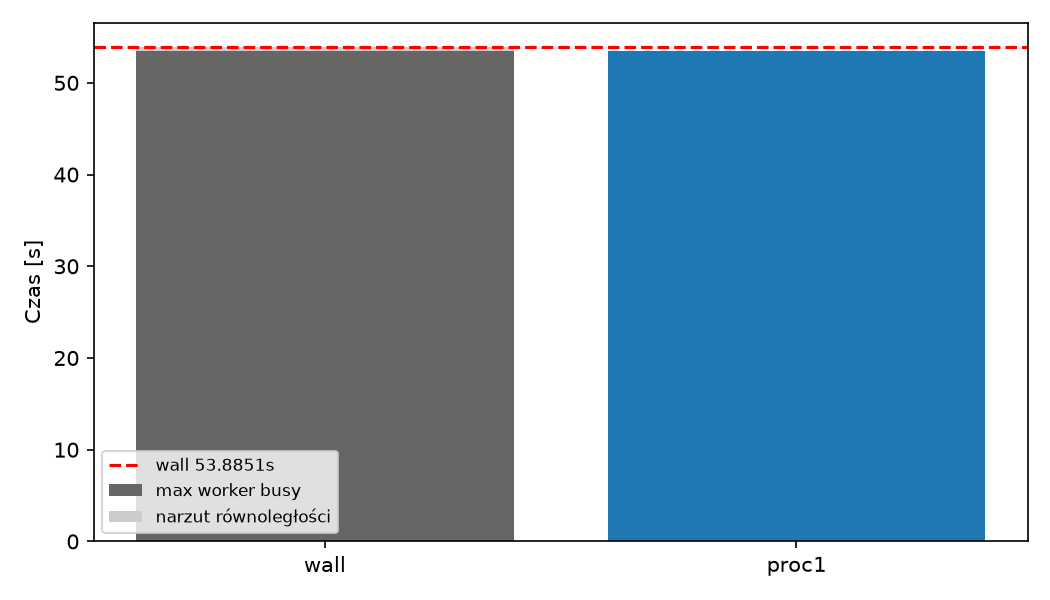 50
40
30
20
10
0
Czas [s]
wall 53.8851s
max worker busy
narzut równoległości
wall
proc1